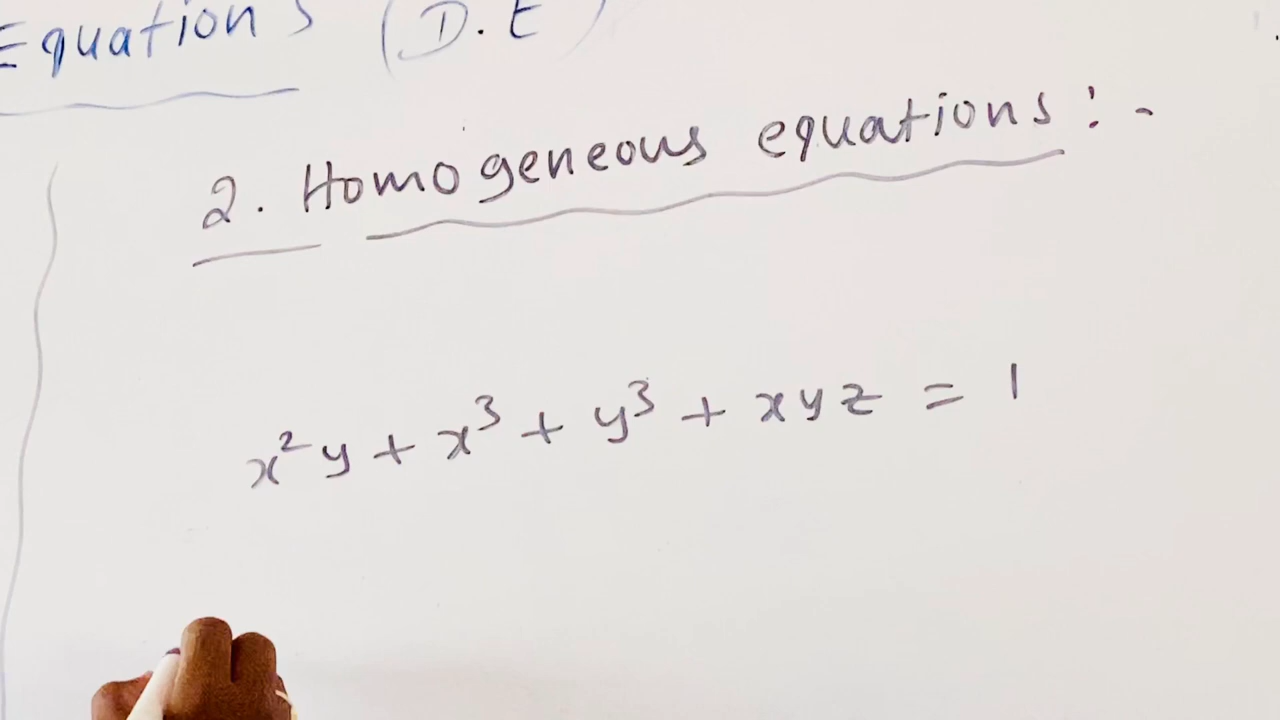 Equations (D.E)
2. Homogeneous equations:-
x²y + x³ + y³ + xyz = 1